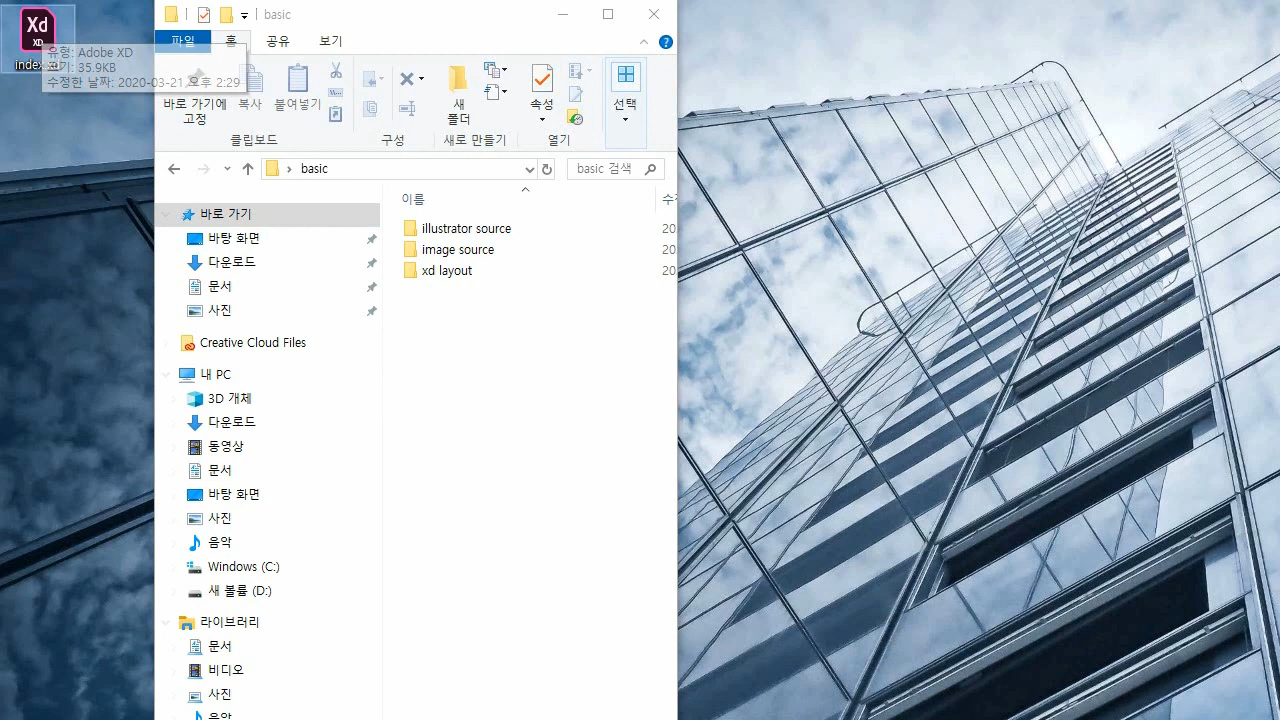 basic
파일 홈 공유 보기
Xd
XD
유형: Adobe XD
크기: 35.9KB
수정한 날짜: 2020-03-21 오후 2:29
바로 가기에
고정
복사
붙여넣기
새
폴더
속성
선택
클립보드
구성
새로 만들기
열기
basic
basic 검색
이름
바로 가기
바탕 화면
다운로드
문서
사진
Creative Cloud Files
내 PC
3D 개체
다운로드
동영상
문서
바탕 화면
사진
음악
Windows (C:)
새 볼륨 (D:)
라이브러리
문서
비디오
사진
음악
illustrator source
20
image source
20
xd layout
20